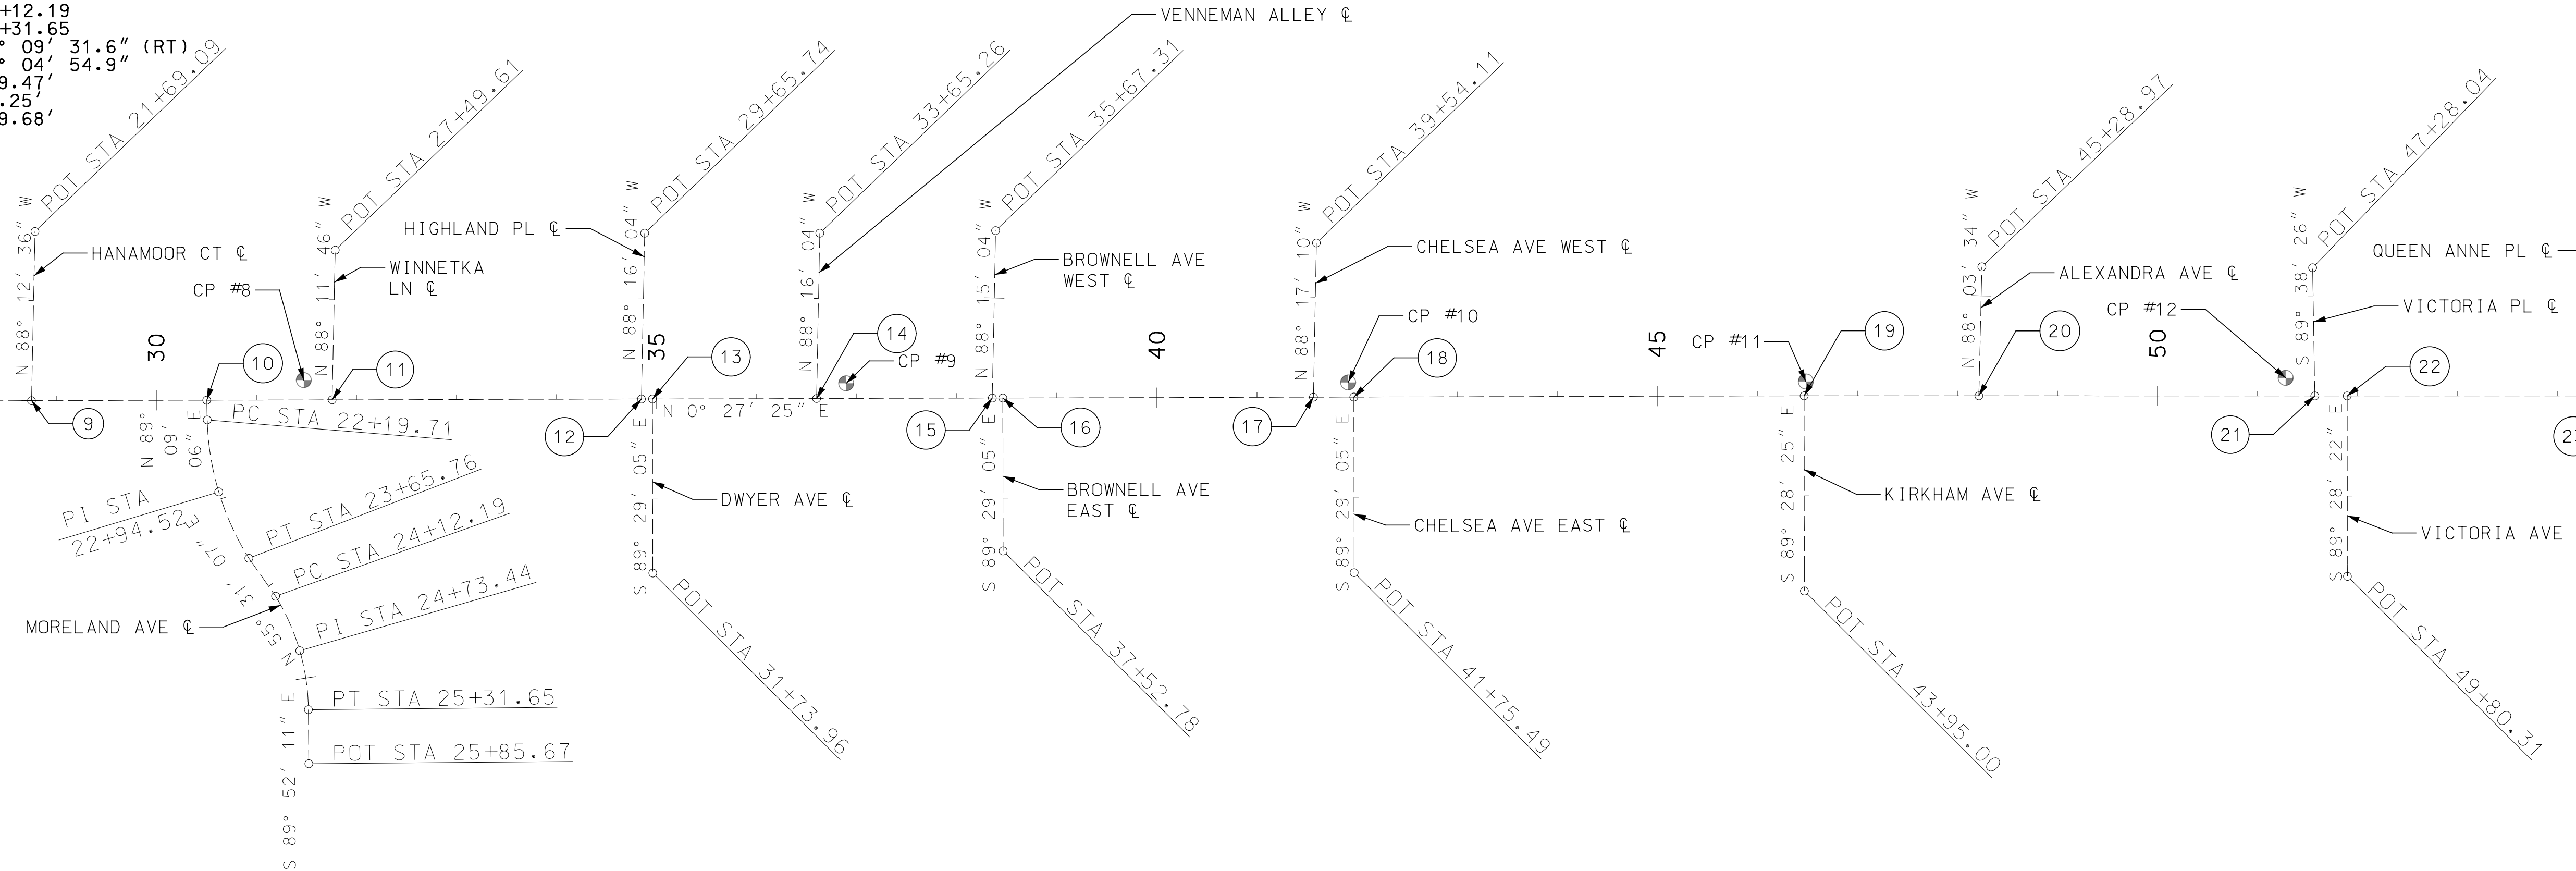 +12.19
+31.65
° 09' 31.6" (RT)
° 04' 54.9"
9.47'
.25'
9.68'
VENNEMAN ALLEY ℄
POT STA 21+69.09
POT STA 27+49.61
POT STA 29+65.74
POT STA 33+65.26
POT STA 35+67.31
POT STA 39+54.11
POT STA 45+28.97
POT STA 47+28.04
N 88° 12' 36" W
HANAMOOR CT ℄
N 88° 11' 46" W
WINNETKA
LN ℄
CP #8
HIGHLAND PL ℄
N 88° 16' 04" W
N 88° 16' 04" W
N 88° 15' 04" W
BROWNELL AVE
WEST ℄
N 88° 17' 10" W
CHELSEA AVE WEST ℄
N 88° 03' 34" W
ALEXANDRA AVE ℄
S 89° 38' 26" W
VICTORIA PL ℄
QUEEN ANNE PL ℄
CP #9
CP #10
CP #11
CP #12
30
35
40
45
50
9
10
11
12
13
14
15
16
17
18
19
20
21
22
N 0° 27' 25" E
N 89°
09'
06" E
PC STA 22+19.71
PI STA
22+94.52
PT STA 23+65.76
PC STA 24+12.19
PI STA 24+73.44
N 55° 31' 07" E
MORELAND AVE ℄
PT STA 25+31.65
POT STA 25+85.67
S 89° 52' 11" E
S 89° 29' 05" E
DWYER AVE ℄
POT STA 31+73.96
S 89° 29' 05" E
BROWNELL AVE
EAST ℄
POT STA 37+52.78
S 89° 29' 05" E
CHELSEA AVE EAST ℄
POT STA 41+75.49
S 89° 28' 25" E
KIRKHAM AVE ℄
POT STA 43+95.00
S 89° 28' 22" E
VICTORIA AVE
POT STA 49+80.31